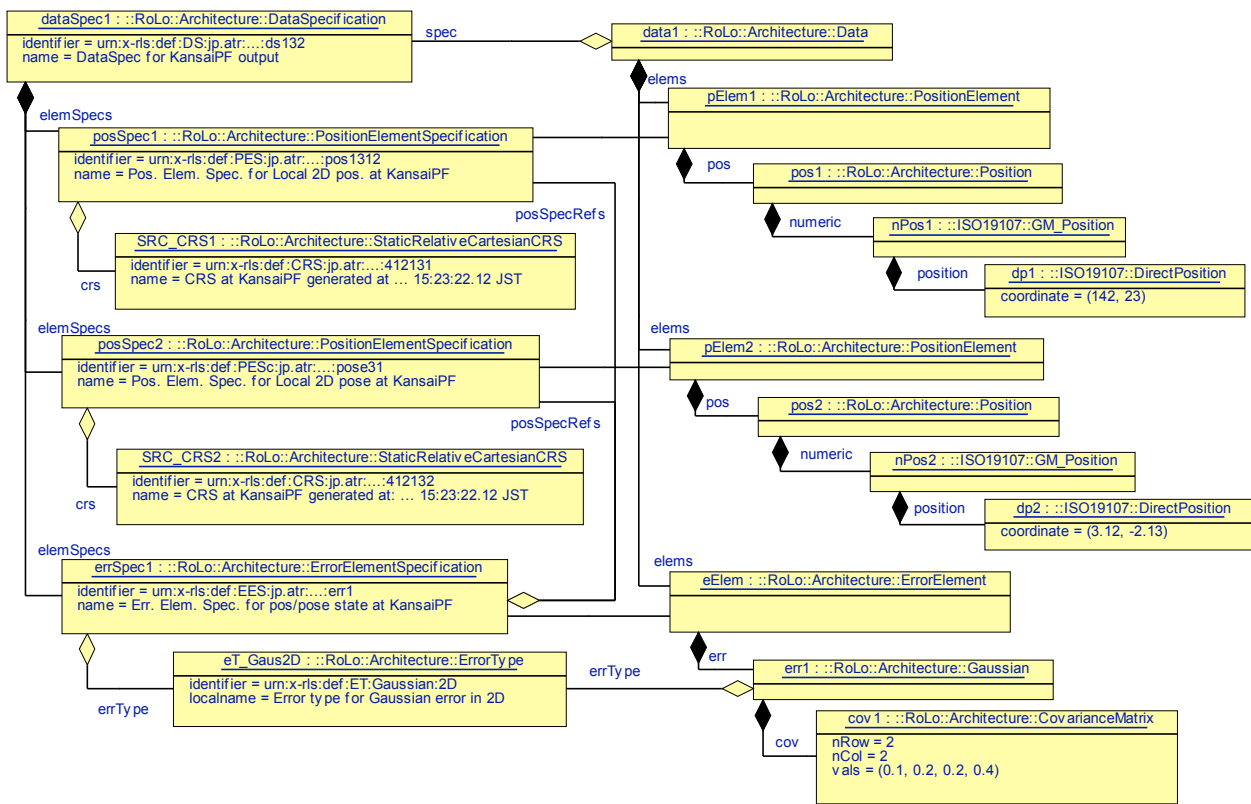 dataSpec1 : ::RoLo::Architecture::DataSpecification
identifier = urn:x-rls:def:DS:jp.atr:...:ds132
name = DataSpec for KansaiPF output
spec
data1 : ::RoLo::Architecture::Data
elems
elemSpecs
pElem1 : ::RoLo::Architecture::PositionElement
posSpec1 : ::RoLo::Architecture::PositionElementSpecification
identifier = urn:x-rls:def:PES:jp.atr:...:pos1312
name = Pos. Elem. Spec. for Local 2D pos. at KansaiPF
pos
pos1 : ::RoLo::Architecture::Position
posSpecRefs
numeric
nPos1 : ::ISO19107::GM_Position
SRC_CRS1 : ::RoLo::Architecture::StaticRelativeCartesianCRS
identifier = urn:x-rls:def:CRS:jp.atr:...:412131
name = CRS at KansaiPF generated at ... 15:23:22.12 JST
crs
position
dp1 : ::ISO19107::DirectPosition
coordinate = (142, 23)
elemSpecs
elems
posSpec2 : ::RoLo::Architecture::PositionElementSpecification
identifier = urn:x-rls:def:PESc:jp.atr:...:pose31
name = Pos. Elem. Spec. for Local 2D pose at KansaiPF
pElem2 : ::RoLo::Architecture::PositionElement
pos
pos2 : ::RoLo::Architecture::Position
posSpecRefs
numeric
nPos2 : ::ISO19107::GM_Position
SRC_CRS2 : ::RoLo::Architecture::StaticRelativeCartesianCRS
identifier = urn:x-rls:def:CRS:jp.atr:...:412132
name = CRS at KansaiPF generated at: ... 15:23:22.12 JST
crs
position
dp2 : ::ISO19107::DirectPosition
coordinate = (3.12, -2.13)
elemSpecs
elems
errSpec1 : ::RoLo::Architecture::ErrorElementSpecification
identifier = urn:x-rls:def:EES:jp.atr:...:err1
name = Err. Elem. Spec. for pos/pose state at KansaiPF
eElem : ::RoLo::Architecture::ErrorElement
err
eT_Gaus2D : ::RoLo::Architecture::ErrorType
identifier = urn:x-rls:def:ET:Gaussian:2D
localname = Error type for Gaussian error in 2D
errType
errType
err1 : ::RoLo::Architecture::Gaussian
cov
cov1 : ::RoLo::Architecture::CovarianceMatrix
nRow = 2
nCol = 2
vals = (0.1, 0.2, 0.2, 0.4)